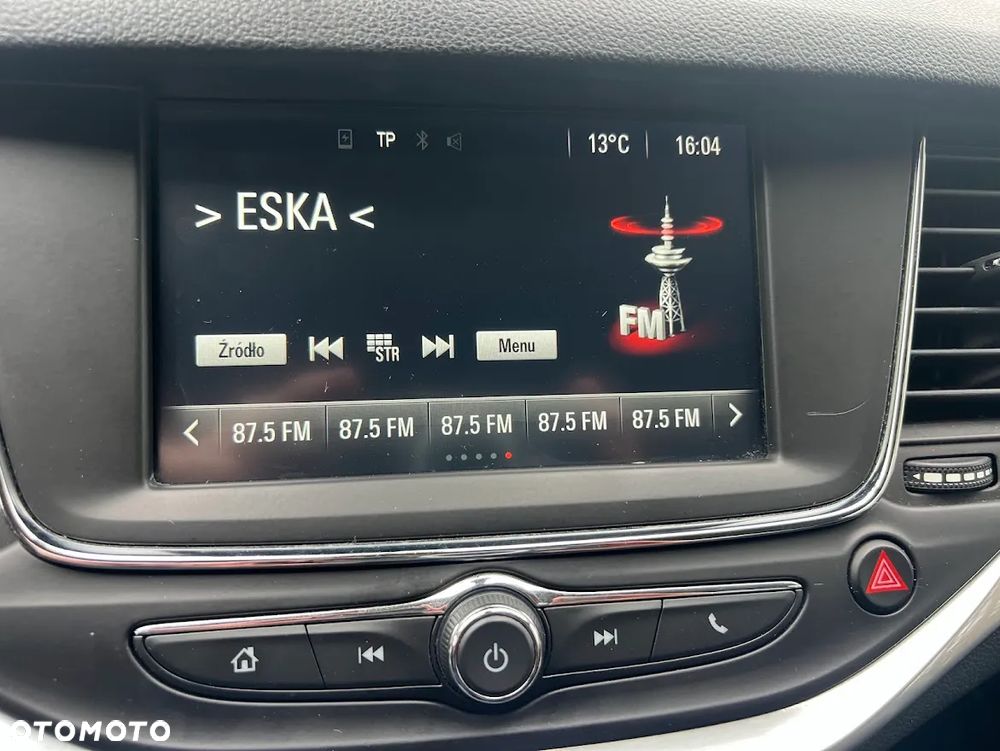 TP 13°C 16:04
> ESKA <
FM
Źródło STR Menu
< 87.5 FM 87.5 FM 87.5 FM 87.5 FM 87.5 FM >
OTOMOTO